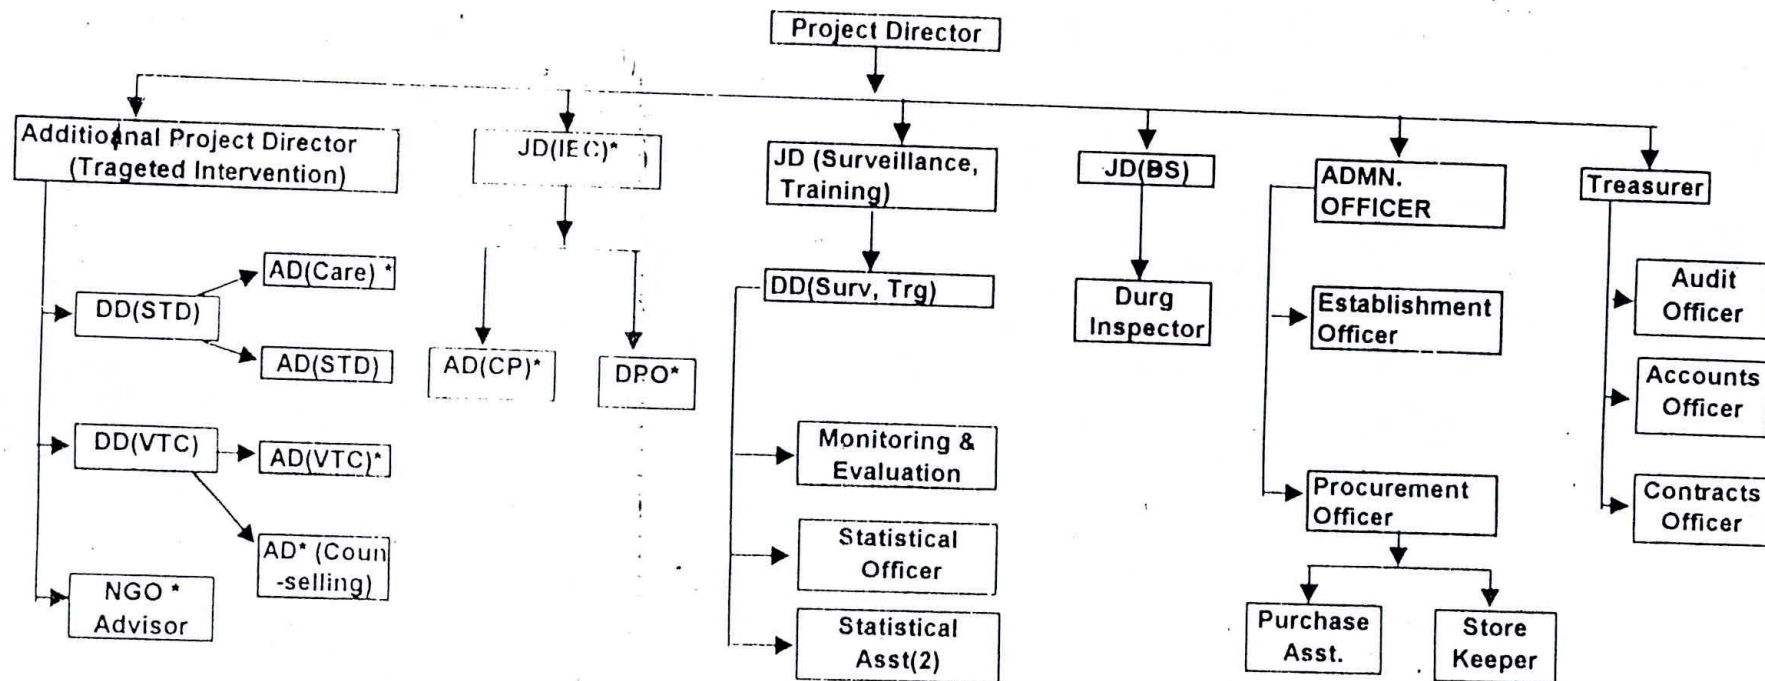 Project Director
Additioanal Project Director
(Trageted Intervention)
JD(IEC)*
JD (Surveillance,
Training)
JD(BS)
ADMN.
OFFICER
Treasurer
AD(Care) *
DD(STD)
AD(STD)
DD(VTC)
AD(VTC)*
AD* (Coun
-selling)
NGO *
Advisor
AD(CP)*
DPO*
DD(Surv, Trg)
Monitoring &
Evaluation
Statistical
Officer
Statistical
Asst(2)
Durg
Inspector
Establishment
Officer
Procurement
Officer
Purchase
Asst.
Store
Keeper
Audit
Officer
Accounts
Officer
Contracts
Officer